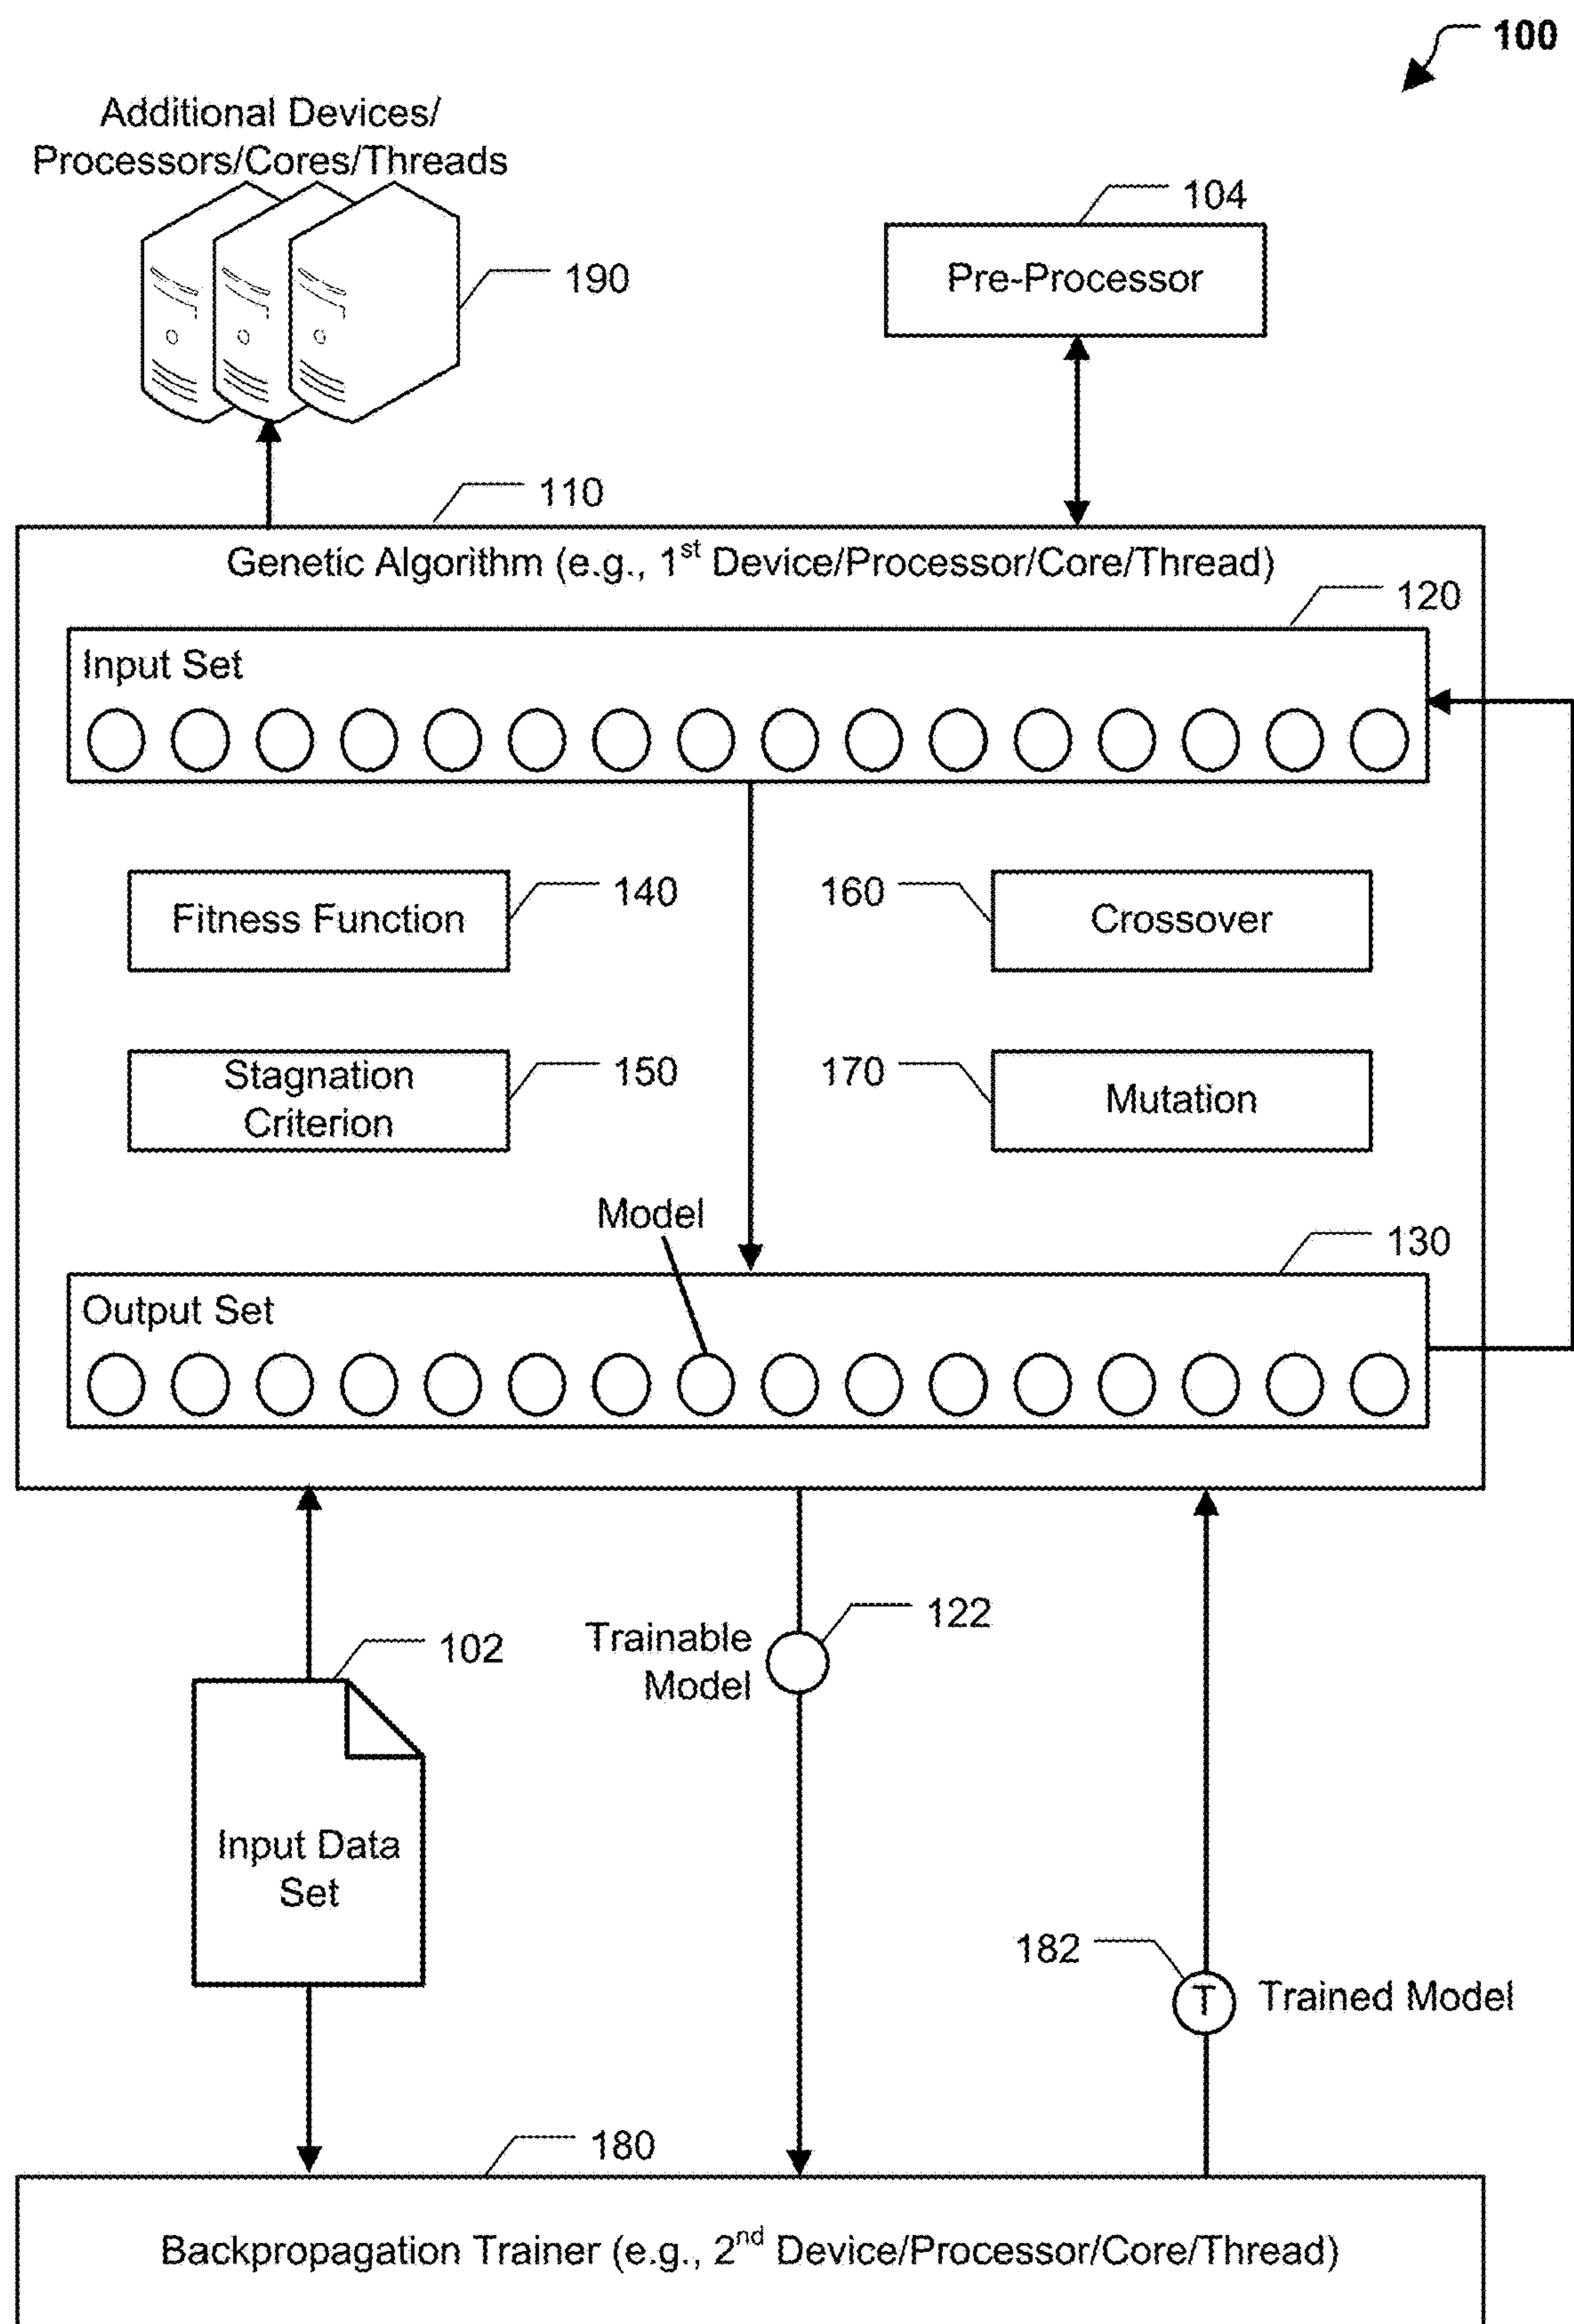 100
Additional Devices/
Processors/Cores/Threads
104
190
Pre-Processor
110
Genetic Algorithm (e.g., 1st Device/Processor/Core/Thread)
120
Input Set
Fitness Function
140
160
Crossover
Stagnation
Criterion
150
170
Mutation
Model
130
Output Set
102
Trainable
Model
122
Input Data
Set
182
T
Trained Model
180
Backpropagation Trainer (e.g., 2nd Device/Processor/Core/Thread)